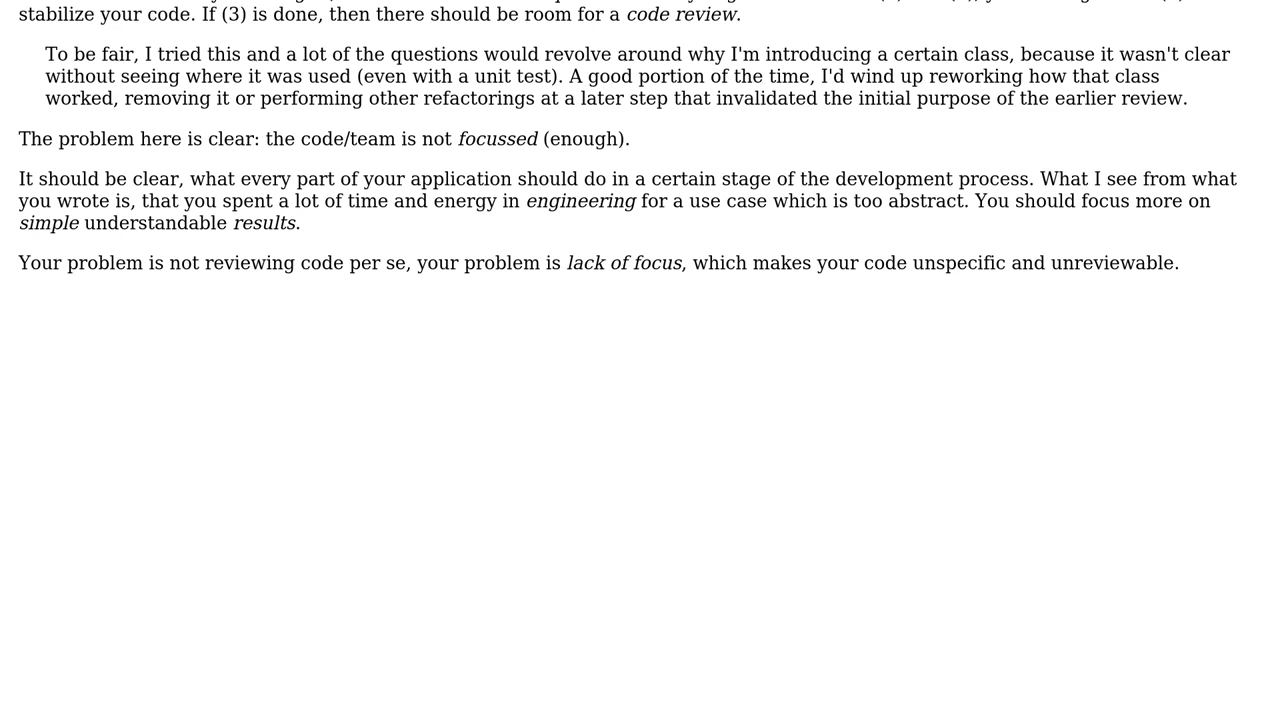 stabilize your code. If (3) is done, then there should be room for a code review.
To be fair, I tried this and a lot of the questions would revolve around why I'm introducing a certain class, because it wasn't clear
without seeing where it was used (even with a unit test). A good portion of the time, I'd wind up reworking how that class
worked, removing it or performing other refactorings at a later step that invalidated the initial purpose of the earlier review.
The problem here is clear: the code/team is not focussed (enough).
It should be clear, what every part of your application should do in a certain stage of the development process. What I see from what
you wrote is, that you spent a lot of time and energy in engineering for a use case which is too abstract. You should focus more on
simple understandable results.
Your problem is not reviewing code per se, your problem is lack of focus, which makes your code unspecific and unreviewable.